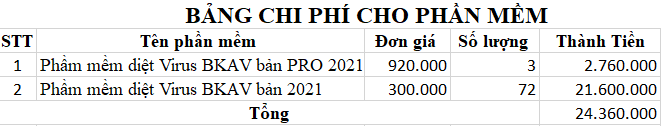 BẢNG CHI PHÍ CHO PHẦN MỀM
STT Tên phần mềm Đơn giá Số lượng Thành Tiền
1 Phầm mềm diệt Virus BKAV bản PRO 2021 920.000 3 2.760.000
2 Phầm mềm diệt Virus BKAV bản 2021 300.000 72 21.600.000
Tổng 24.360.000